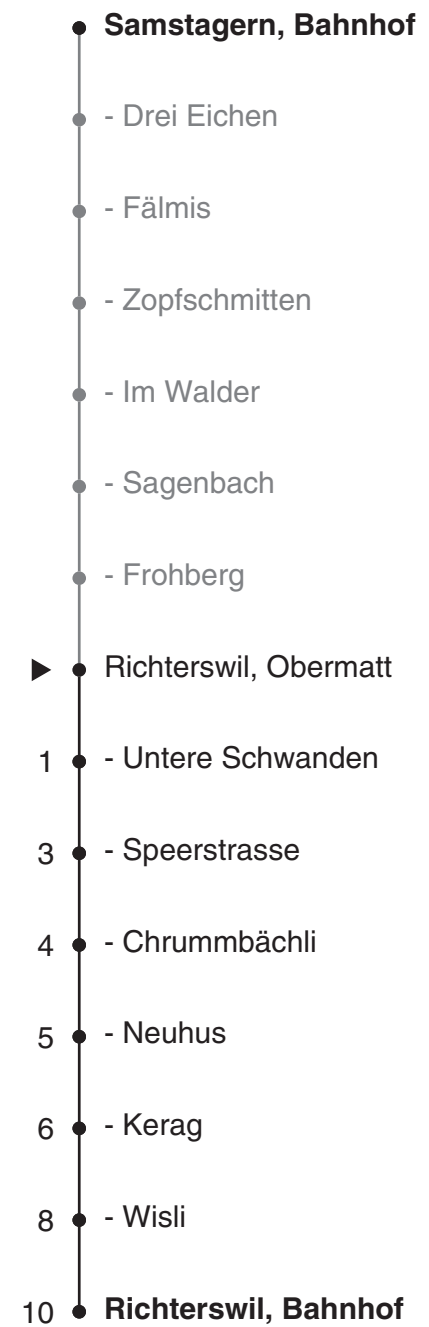 Samstagern, Bahnhof
- Drei Eichen
- Fälmis
- Zopfschmitten
- Im Walder
- Sagenbach
- Frohberg
Richterswil, Obermatt
1 - Untere Schwanden
3 - Speerstrasse
4 - Chrummbächli
5 - Neuhus
6 - Kerag
8 - Wisli
10 Richterswil, Bahnhof